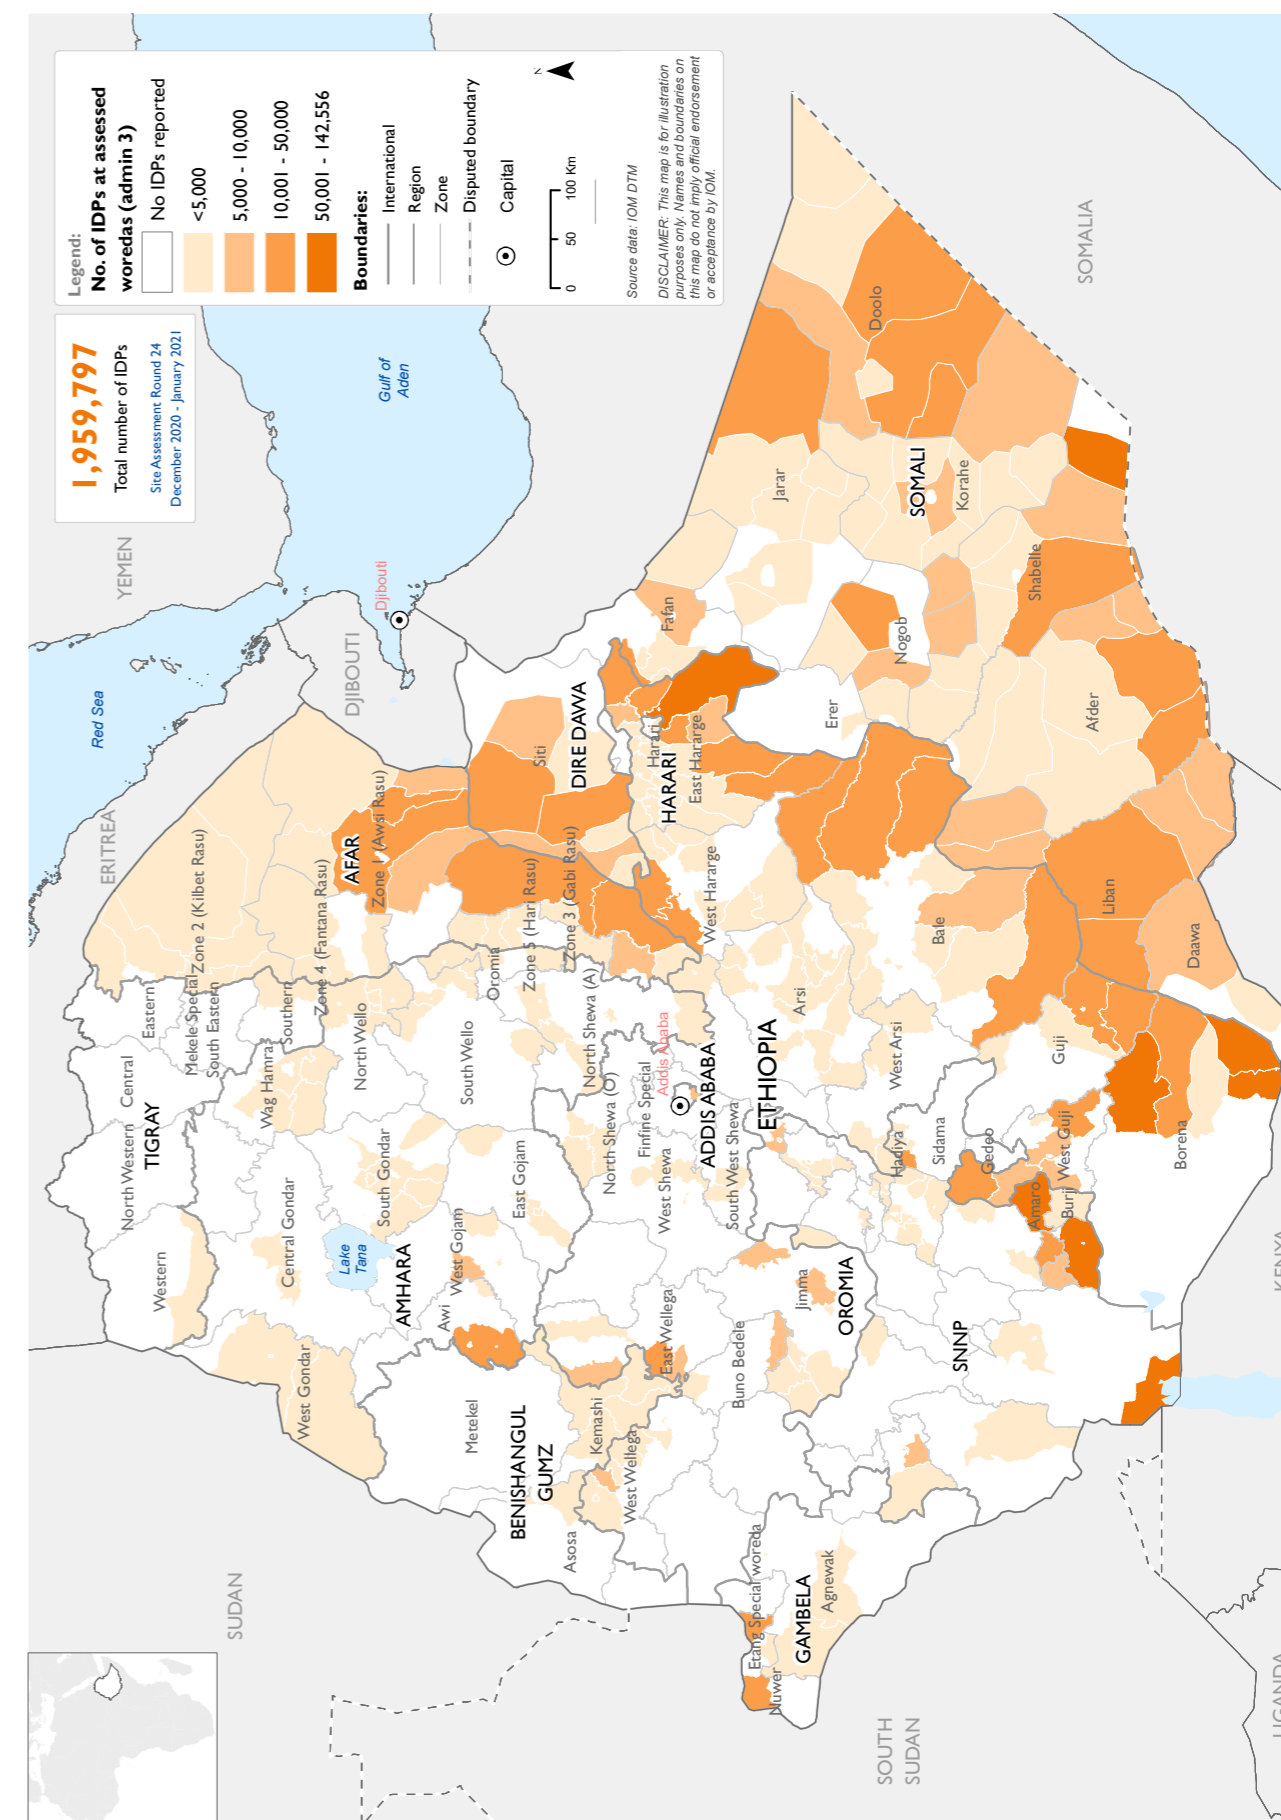 1,959,797
Total number of IDPs
Site Assessment Round 24
December 2020 - January 2021
Legend:
No. of IDPs at assessed
woredas (admin 3)
No IDPs reported
<5,000
5,000 - 10,000
10,001 - 50,000
50,001 - 142,556
Boundaries:
International
Region
Zone
Disputed boundary
Capital
N
0
50
100 Km
Source data: IOM DTM
DISCLAIMER: This map is for illustration
purposes only. Names and boundaries on
this map do not imply official endorsement
or acceptance by IOM.
SUDAN
ERITREA
Red Sea
YEMEN
DJIBOUTI
Djibouti
Gulf of
Aden
SOMALIA
SOUTH
SUDAN
UGANDA
KENYA
ETHIOPIA
TIGRAY
Western
North Western
Central
Eastern
Mekele Special
South Eastern
Southern
AFAR
Zone 2 (Kilbet Rasu)
Zone 4 (Fantana Rasu)
Zone 1 (Awsi Rasu)
Zone 5 (Hari Rasu)
Zone 3 (Gabi Rasu)
AMHARA
West Gondar
Central Gondar
Lake
Tana
Wag Hamra
North Wello
South Gondar
South Wello
Oromia
Awi
West Gojam
East Gojam
North Shewa (A)
BENISHANGUL
GUMZ
Metekel
Kemashi
Asosa
OROMIA
West Wellega
East Wellega
Buno Bedele
Jimma
West Shewa
North Shewa (O)
Finfine Special
South West Shewa
Arsi
West Arsi
Bale
Guji
West Guji
Borena
West Hararge
East Hararge
ADDIS ABABA
Addis Ababa
DIRE DAWA
HARARI
Harari
SOMALI
Siti
Fafan
Jarar
Erer
Nogob
Korahe
Doolo
Shabelle
Afder
Liban
Daawa
GAMBELA
Etang Special woreda
Nuwer
Agnewak
SNNP
Hadiya
Sidama
Gedeo
Amaro
Burji